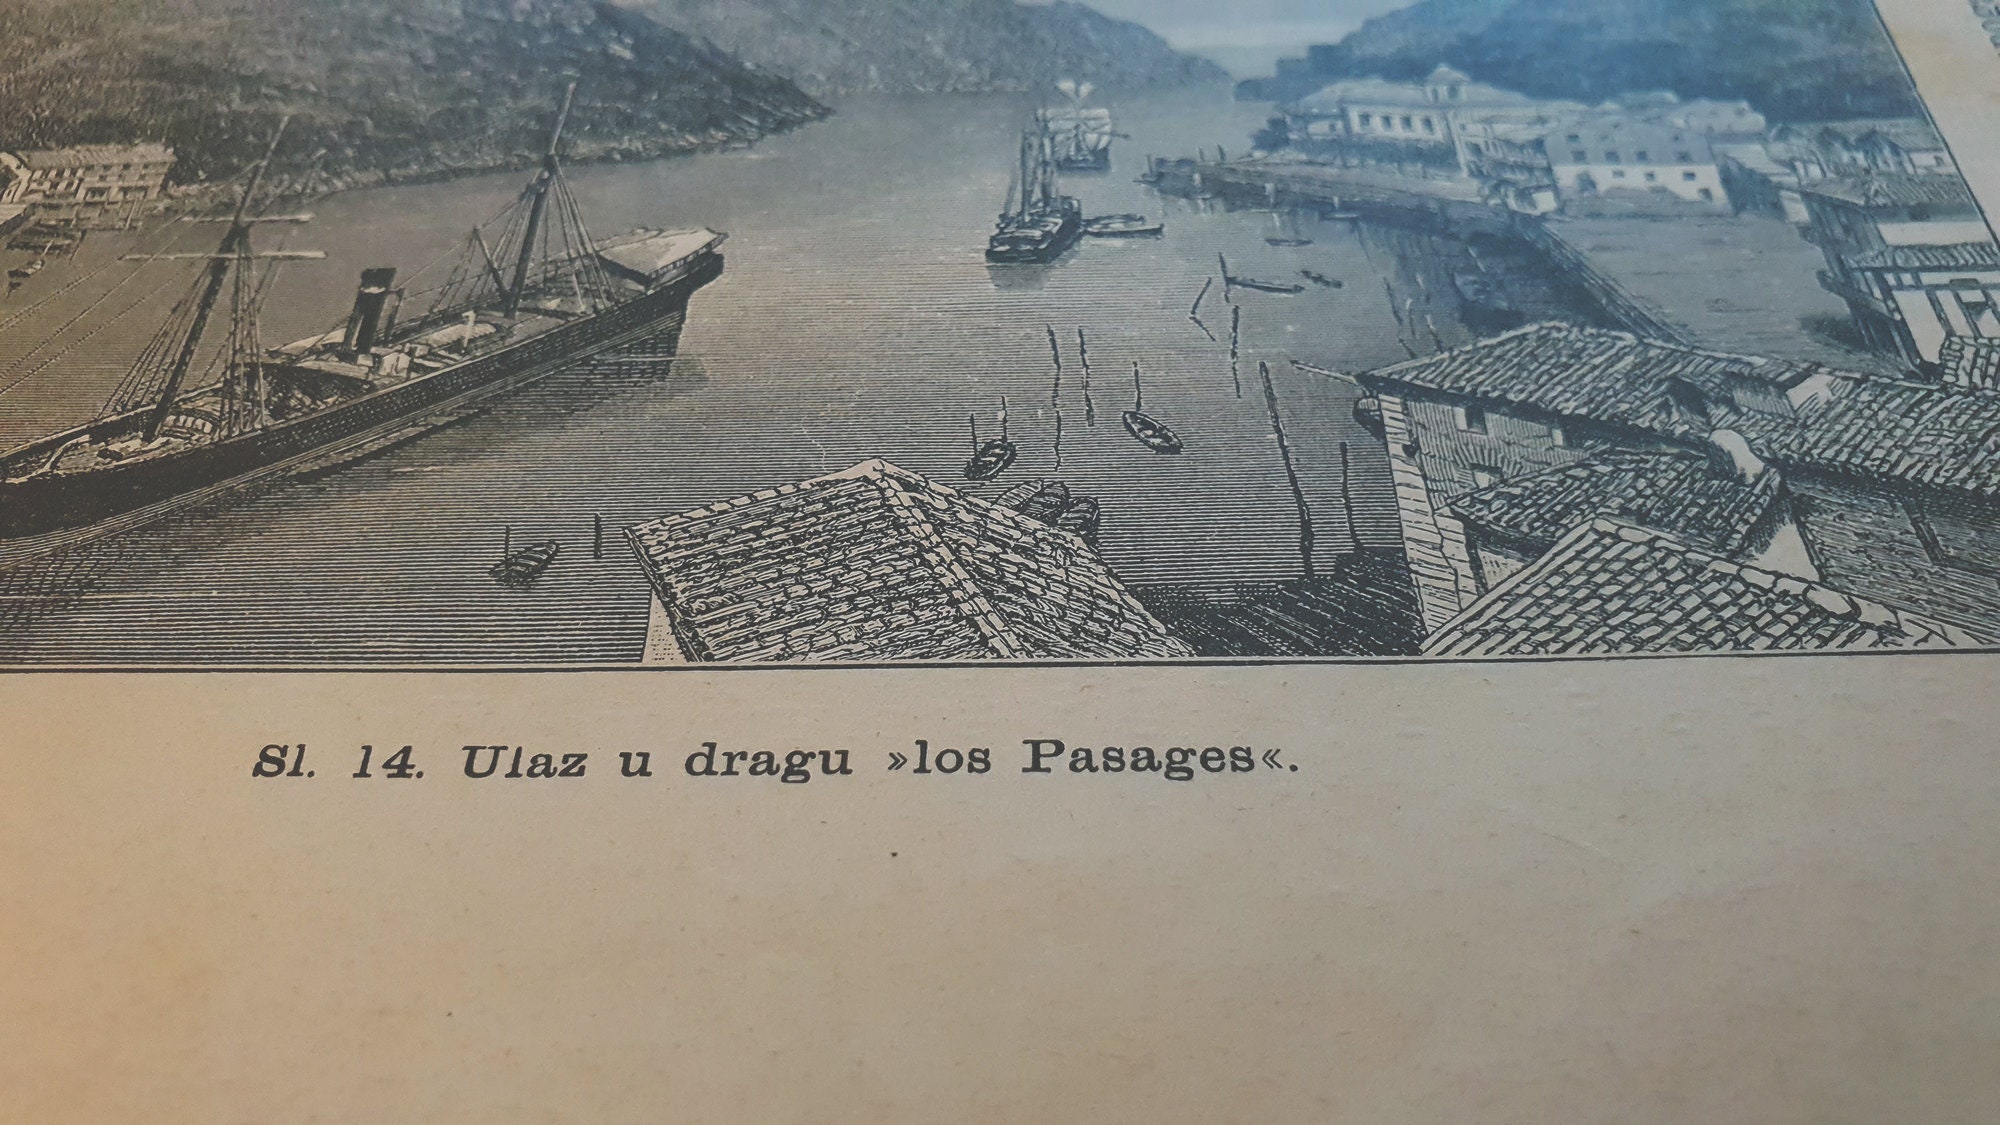 Sl. 14. Ulaz u dragu »los Pasages«.